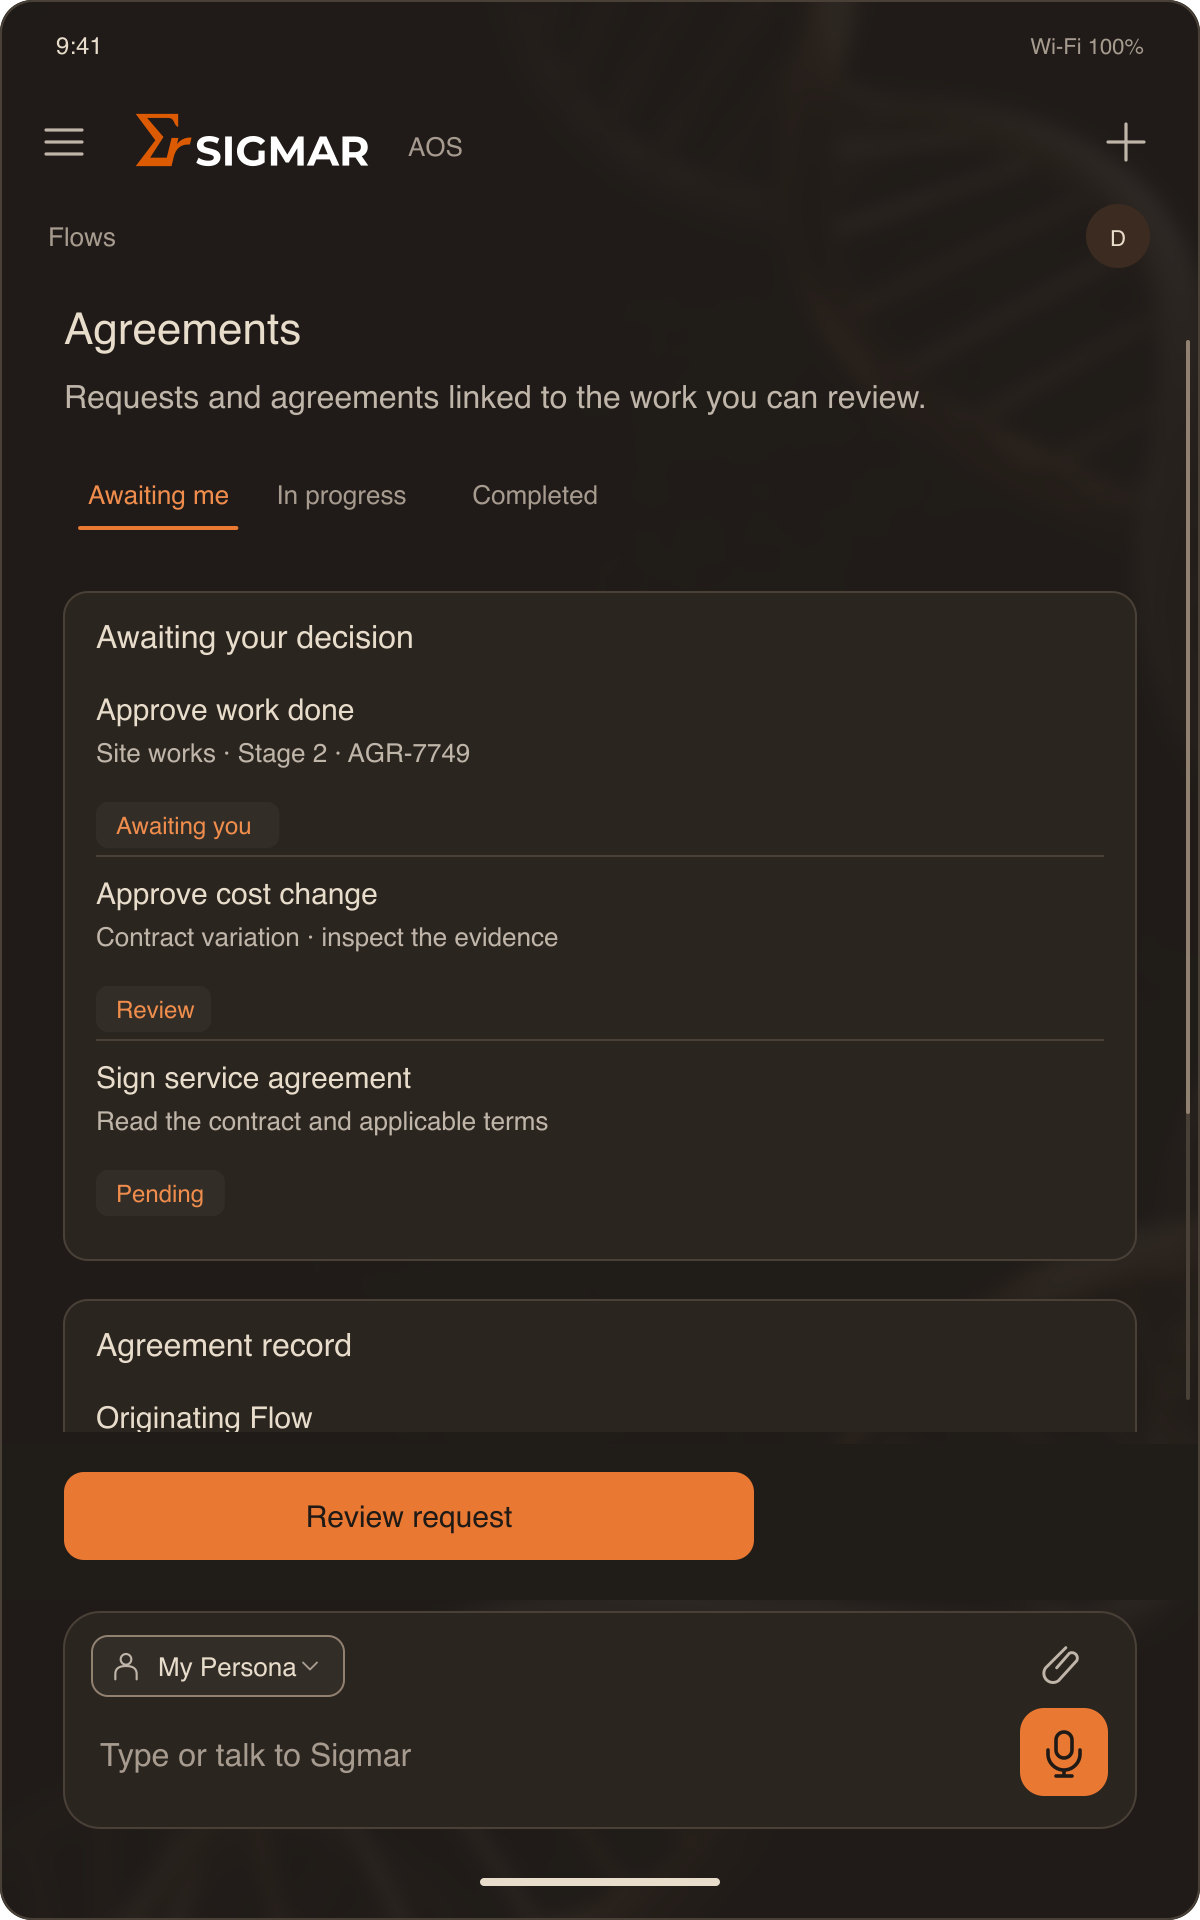 9:41
Wi-Fi 100%
Σr SIGMAR AOS
Flows
D
Agreements
Requests and agreements linked to the work you can review.
Awaiting me In progress Completed
Awaiting your decision
Approve work done
Site works · Stage 2 · AGR-7749
Awaiting you
Approve cost change
Contract variation · inspect the evidence
Review
Sign service agreement
Read the contract and applicable terms
Pending
Agreement record
Originating Flow
Review request
My Persona
Type or talk to Sigmar